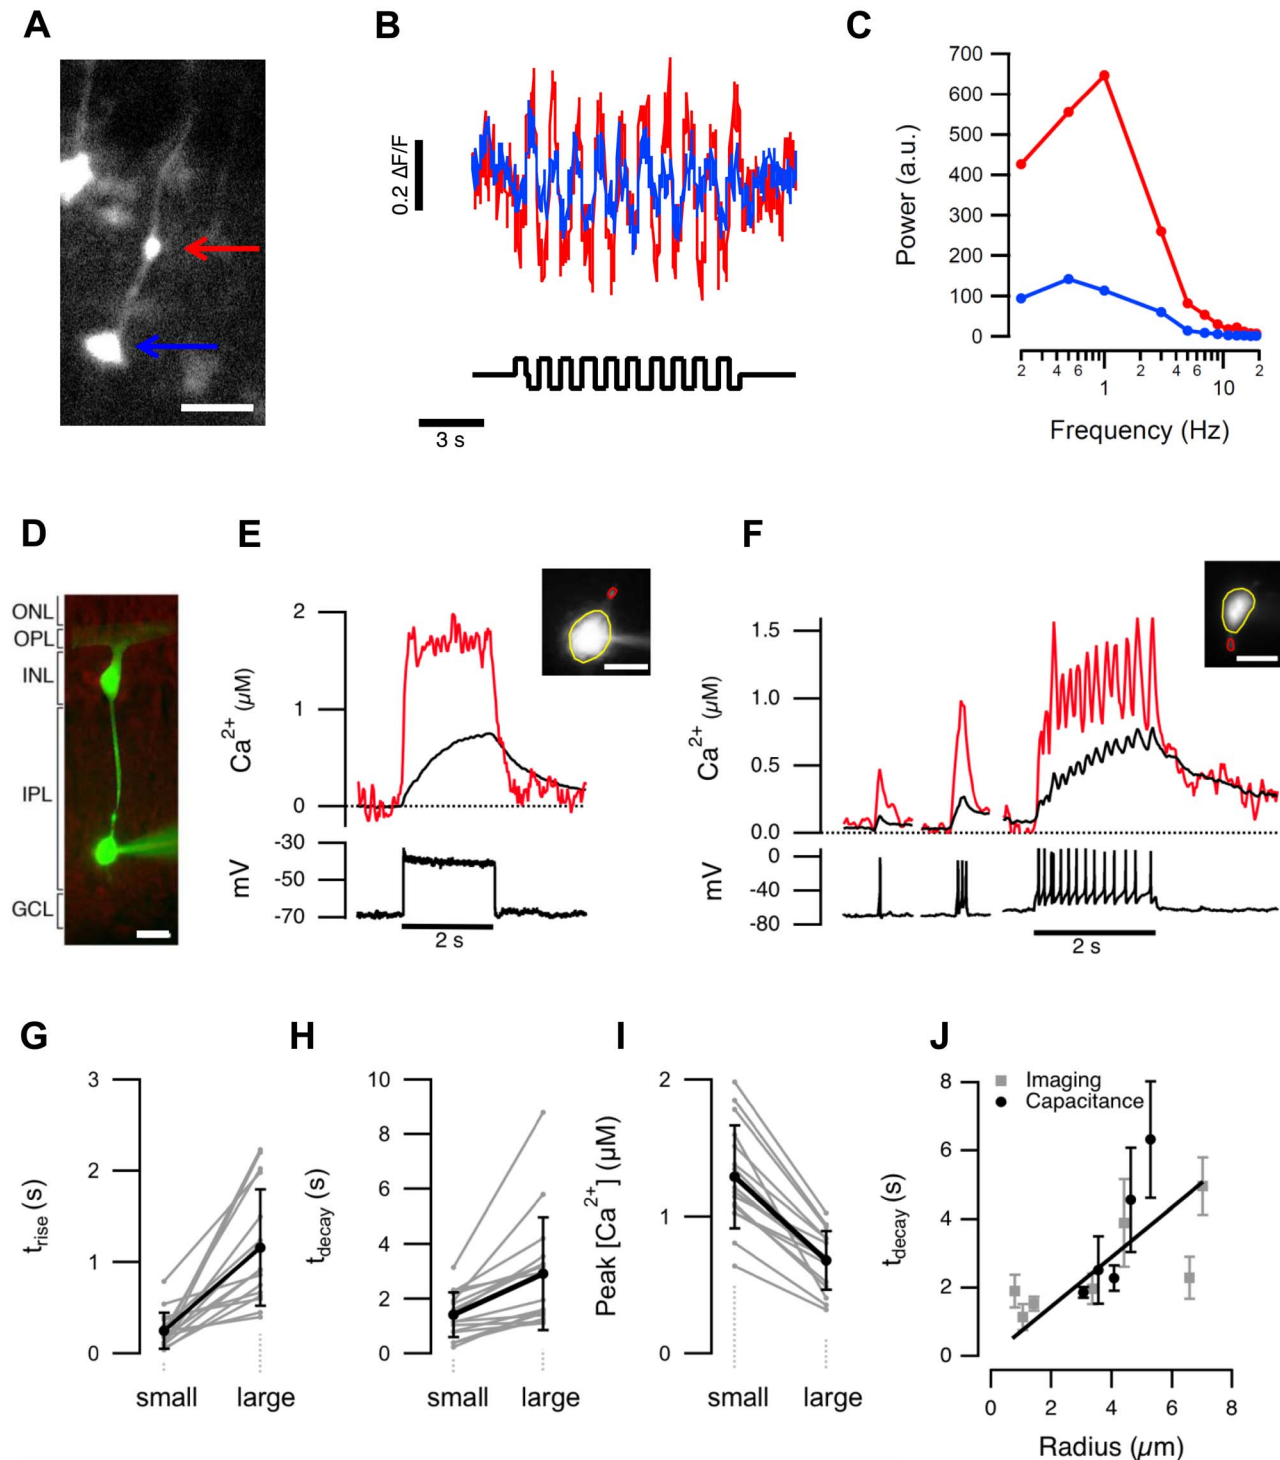 A
B
0.2 ΔF/F
3 s
C
Power (a.u.)
700
600
500
400
300
200
100
0
2 4 6 1 2 4 6 10 2
Frequency (Hz)
D
ONL
OPL
INL
IPL
GCL
E
Ca²⁺ (µM)
2
1
0
mV
-30
-50
-70
2 s
F
Ca²⁺ (µM)
1.5
1.0
0.5
0.0
mV
0
-40
-80
2 s
G
t_rise (s)
3
2
1
0
small large
H
t_decay (s)
10
8
6
4
2
0
small large
I
Peak [Ca²⁺] (µM)
2
1
0
small large
J
Imaging
Capacitance
t_decay (s)
8
6
4
2
0
0 2 4 6 8
Radius (µm)